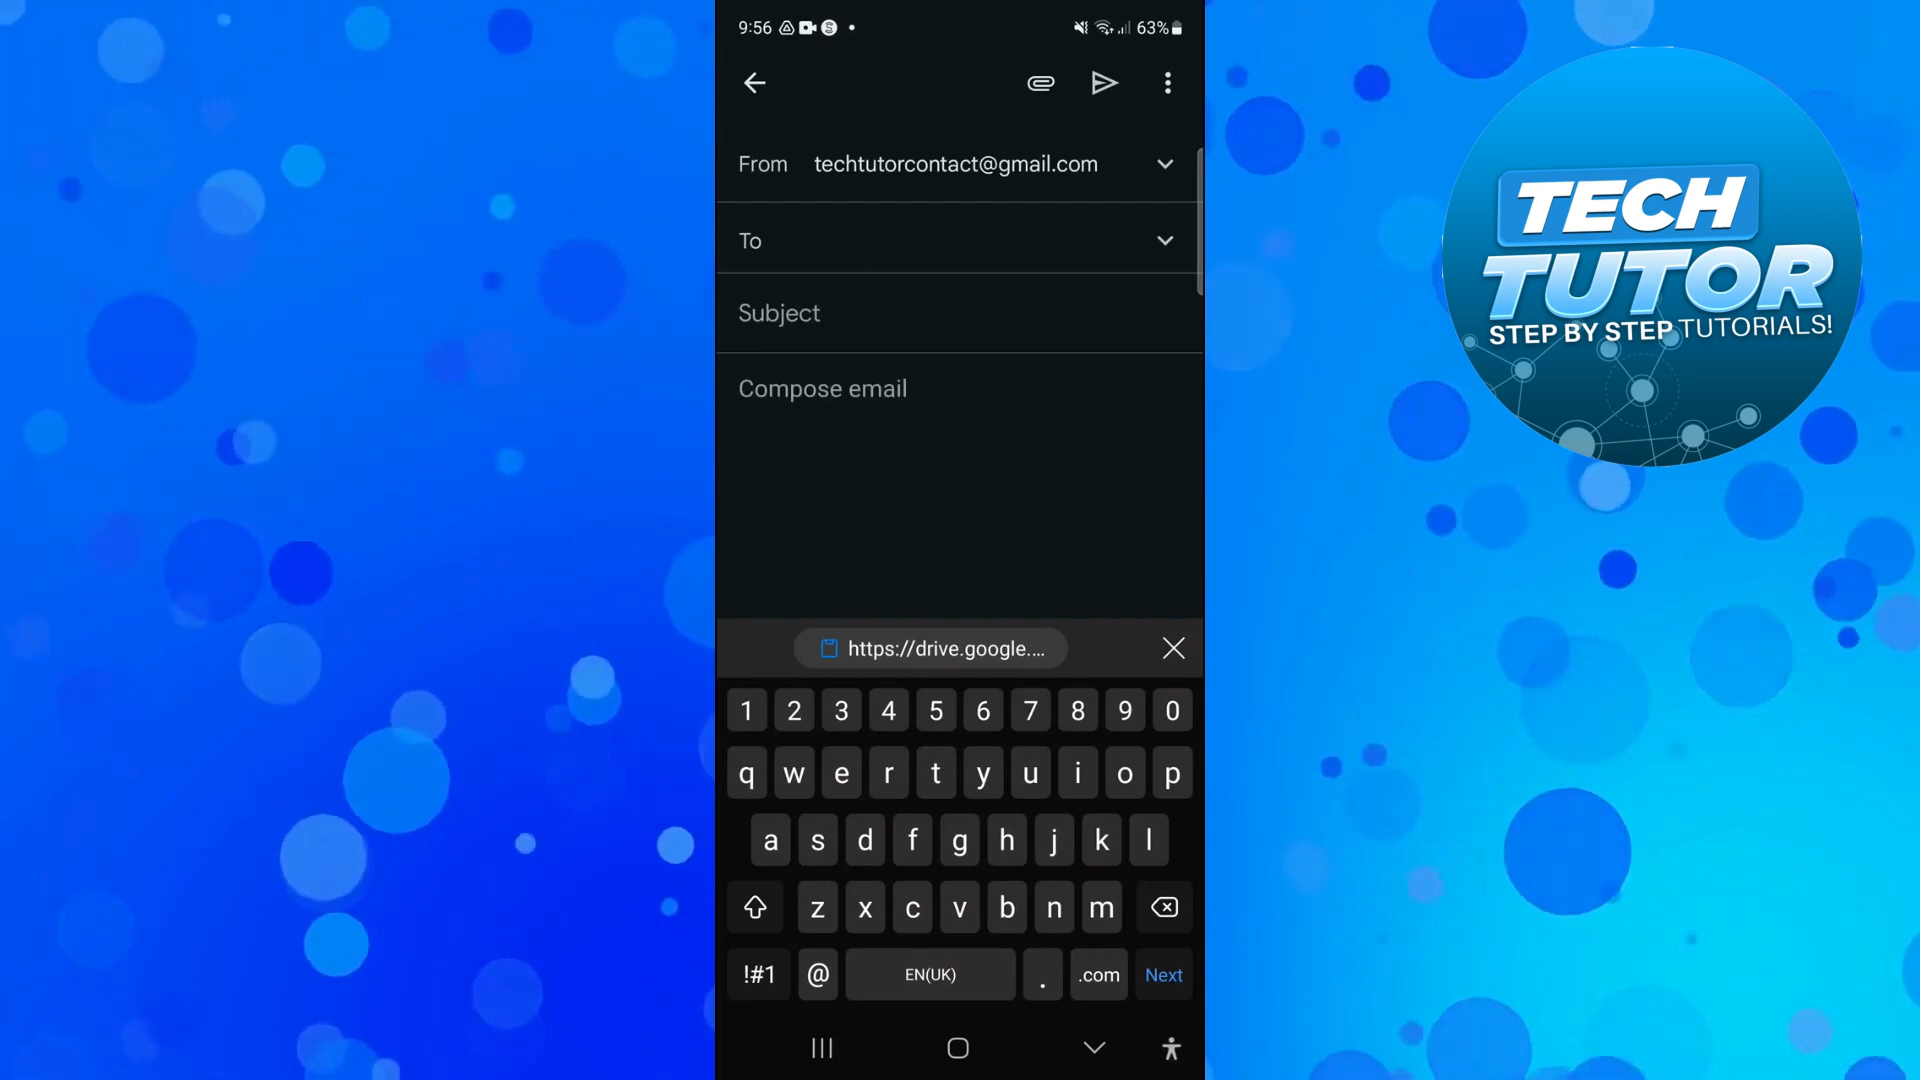 9:56
63%
From techtutorcontact@gmail.com
To
Subject
Compose email
https://drive.google....
1 2 3 4 5 6 7 8 9 0
q w e r t y u i o p
a s d f g h j k l
z x c v b n m
!#1 @ EN(UK) . .com Next
TECH
TUTOR
STEP BY STEP TUTORIALS!